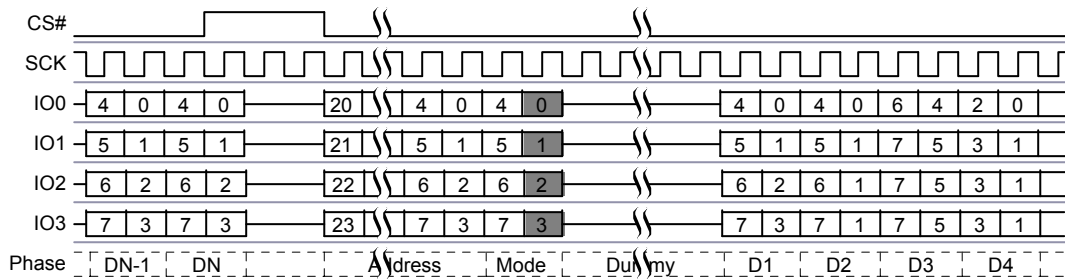 CS#
SCK
IO0 4 0 4 0 20 4 0 4 0 4 0 4 0 6 4 2 0
IO1 5 1 5 1 21 5 1 5 1 5 1 5 1 7 5 3 1
IO2 6 2 6 2 22 6 2 6 2 6 2 6 1 7 5 3 1
IO3 7 3 7 3 23 7 3 7 3 7 3 7 1 7 5 3 1
Phase DN-1 DN Address Mode Dummy D1 D2 D3 D4